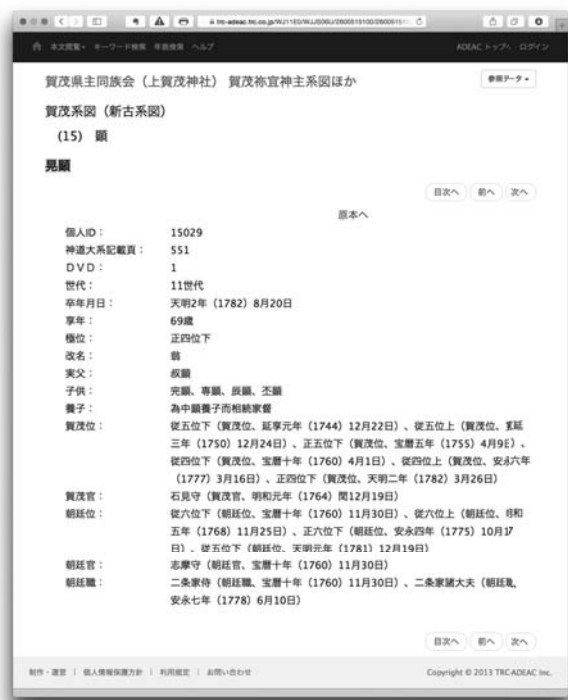 trc-adeac.trc.co.jp/WJ11E0/WJJS06U/2600515100/26005151
本文閲覧▾ キーワード検索 年表検索 ヘルプ ADEAC トップへ ログイン
賀茂県主同族会（上賀茂神社） 賀茂祢宜神主系図ほか 参照データ▾
賀茂系図（新古系図）
(15) 顕
晃顕
目次へ 前へ 次へ
原本へ
個人ID： 15029
神道大系記載頁： 551
DVD： 1
世代： 11世代
卒年月日： 天明2年（1782）8月20日
享年： 69歳
極位： 正四位下
改名： 翁
実父： 叔顕
子供： 完顕、専顕、辰顕、丕顕
養子： 為中顕養子而相続家督
賀茂位： 従五位下（賀茂位、延享元年（1744）12月22日）、従五位上（賀茂位、寛延
三年（1750）12月24日）、正五位下（賀茂位、宝暦五年（1755）4月9日）、
従四位下（賀茂位、宝暦十年（1760）4月1日）、従四位上（賀茂位、安永六年
（1777）3月16日）、正四位下（賀茂位、天明二年（1782）3月26日）
賀茂官： 石見守（賀茂官、明和元年（1764）閏12月19日）
朝廷位： 従六位下（朝廷位、宝暦十年（1760）11月30日）、従六位上（朝廷位、明和
五年（1768）11月25日）、正六位下（朝廷位、安永四年（1775）10月17
日）、従五位下（朝廷位、天明元年（1781）12月19日）
朝廷官： 志摩守（朝廷官、宝暦十年（1760）11月30日）
朝廷職： 二条家侍（朝廷職、宝暦十年（1760）11月30日）、二条家諸大夫（朝廷職、
安永七年（1778）6月10日）
目次へ 前へ 次へ
制作・運営 | 個人情報保護方針 | 利用規定 | お問い合わせ Copyright © 2013 TRC-ADEAC Inc.